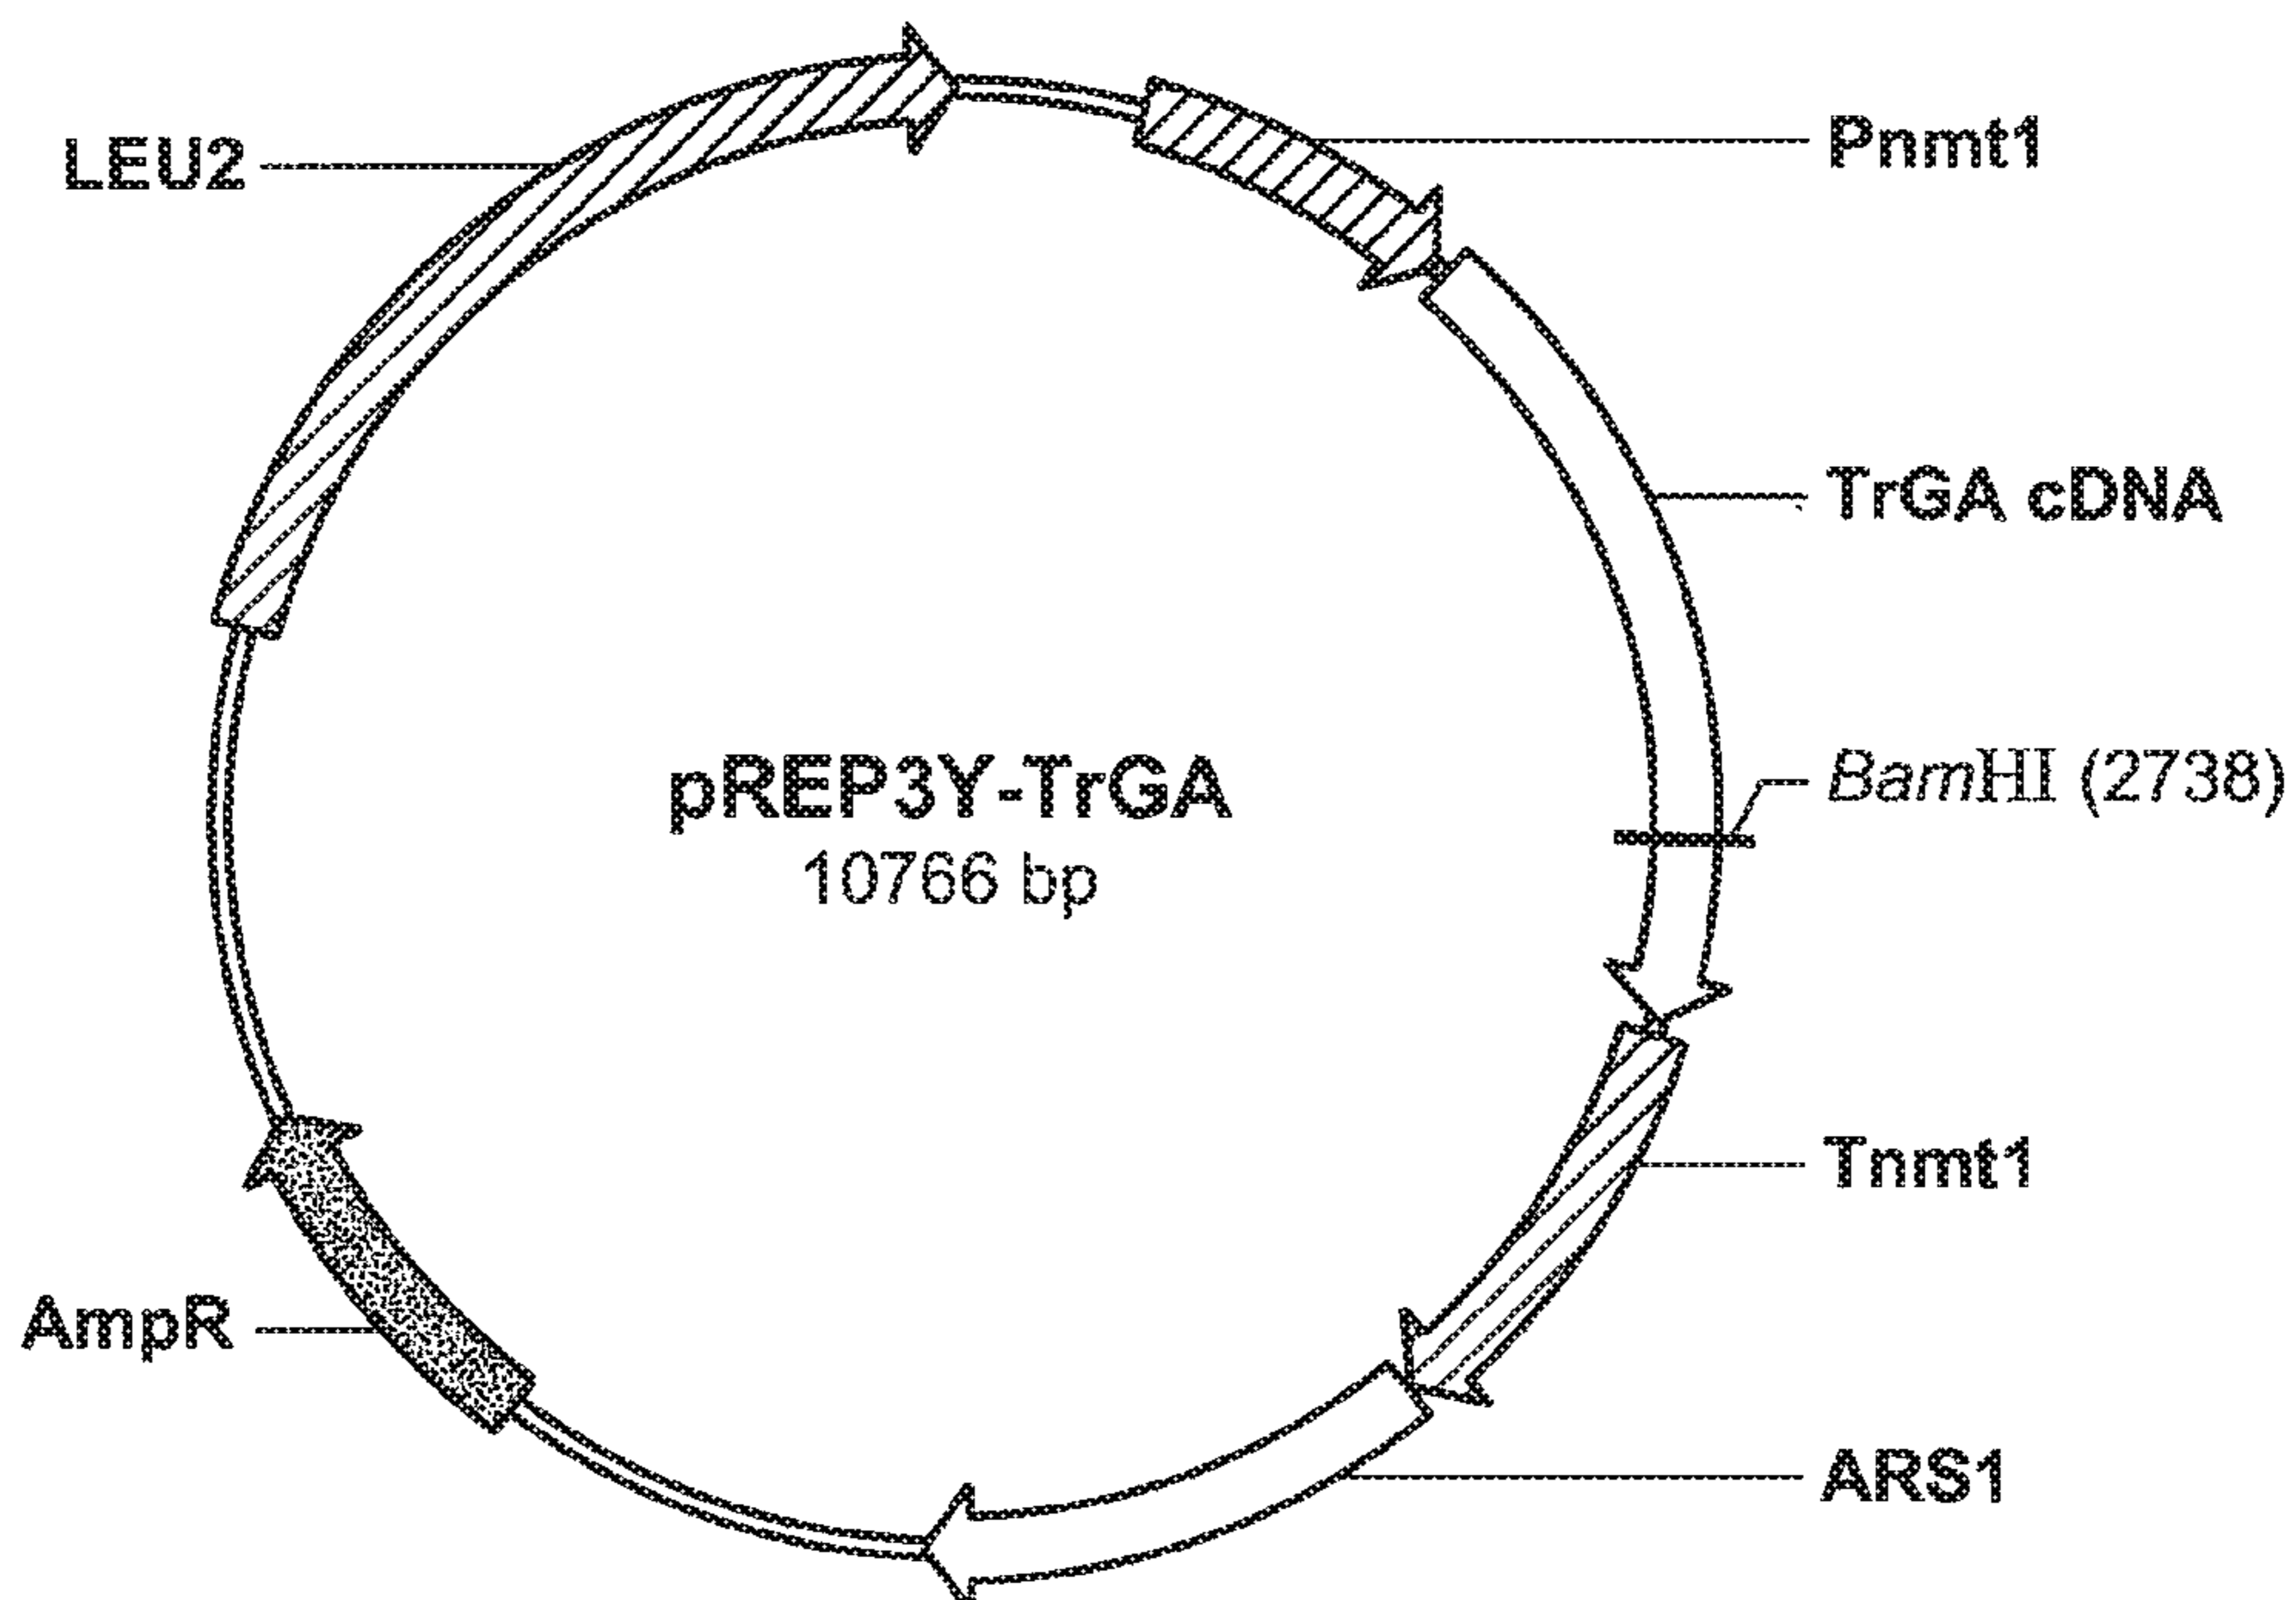 LEU2
Pnmt1
TrGA cDNA
BamHI (2738)
pREP3Y-TrGA
10766 bp
Tnmt1
AmpR
ARS1